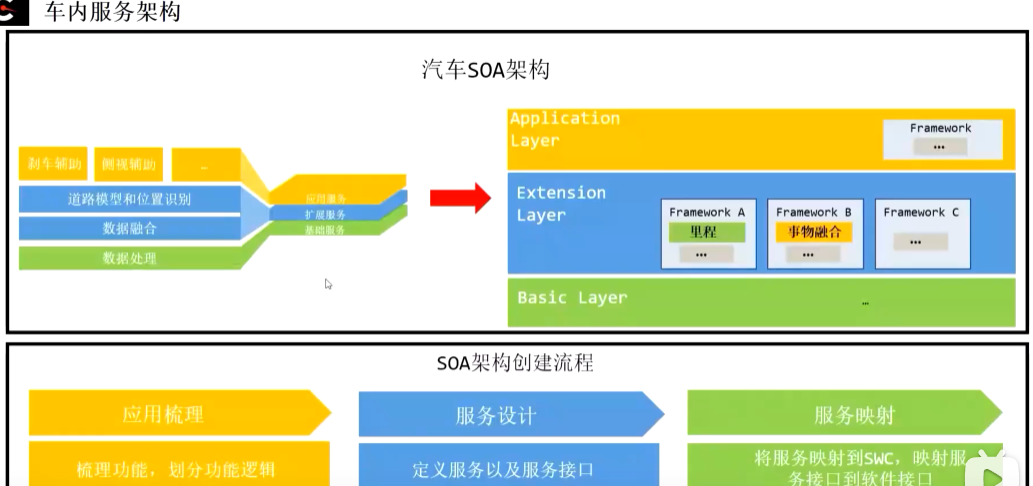 车内服务架构
汽车SOA架构
刹车辅助
侧视辅助
…
道路模型和位置识别
数据融合
数据处理
应用服务
扩展服务
基础服务
Application
Layer
Framework
…
Extension
Layer
Framework A
里程
…
Framework B
事物融合
…
Framework C
…
Basic Layer
…
SOA架构创建流程
应用梳理
服务设计
服务映射
梳理功能，划分功能逻辑
定义服务以及服务接口
将服务映射到SWC，映射服
务接口到软件接口